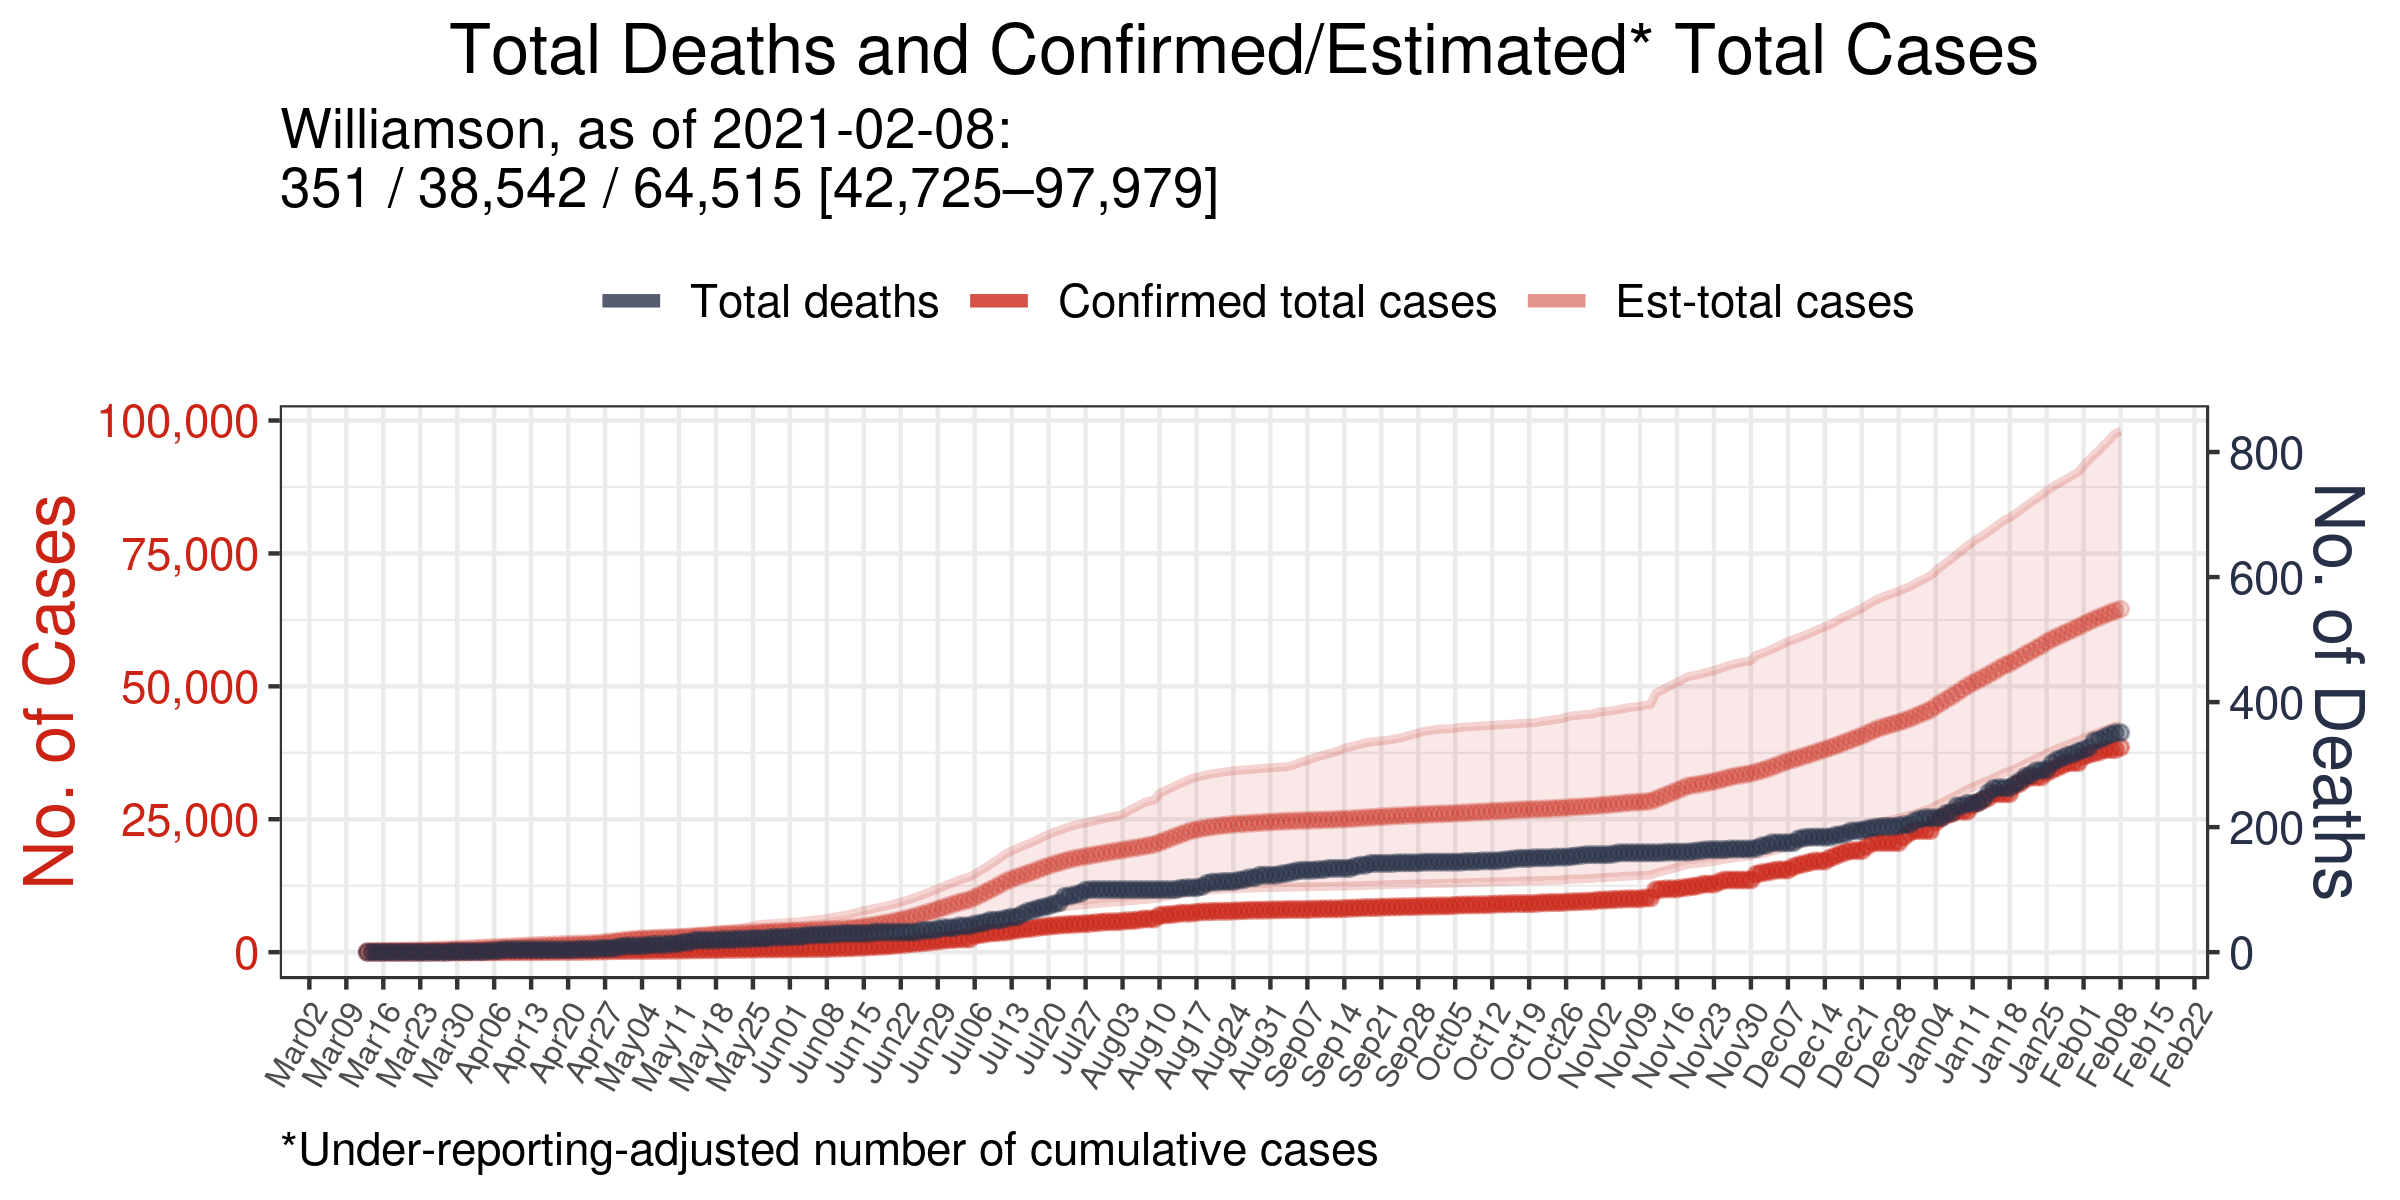 Total Deaths and Confirmed/Estimated* Total Cases
Williamson, as of 2021-02-08:
351 / 38,542 / 64,515 [42,725–97,979]
Total deaths
Confirmed total cases
Est-total cases
No. of Cases
100,000
75,000
50,000
25,000
0
800
600
400
200
0
No. of Deaths
Mar02
Mar09
Mar16
Mar23
Mar30
Apr06
Apr13
Apr20
Apr27
May04
May11
May18
May25
Jun01
Jun08
Jun15
Jun22
Jun29
Jul06
Jul13
Jul20
Jul27
Aug03
Aug10
Aug17
Aug24
Aug31
Sep07
Sep14
Sep21
Sep28
Oct05
Oct12
Oct19
Oct26
Nov02
Nov09
Nov16
Nov23
Nov30
Dec07
Dec14
Dec21
Dec28
Jan04
Jan11
Jan18
Jan25
Feb01
Feb08
Feb15
Feb22
*Under-reporting-adjusted number of cumulative cases